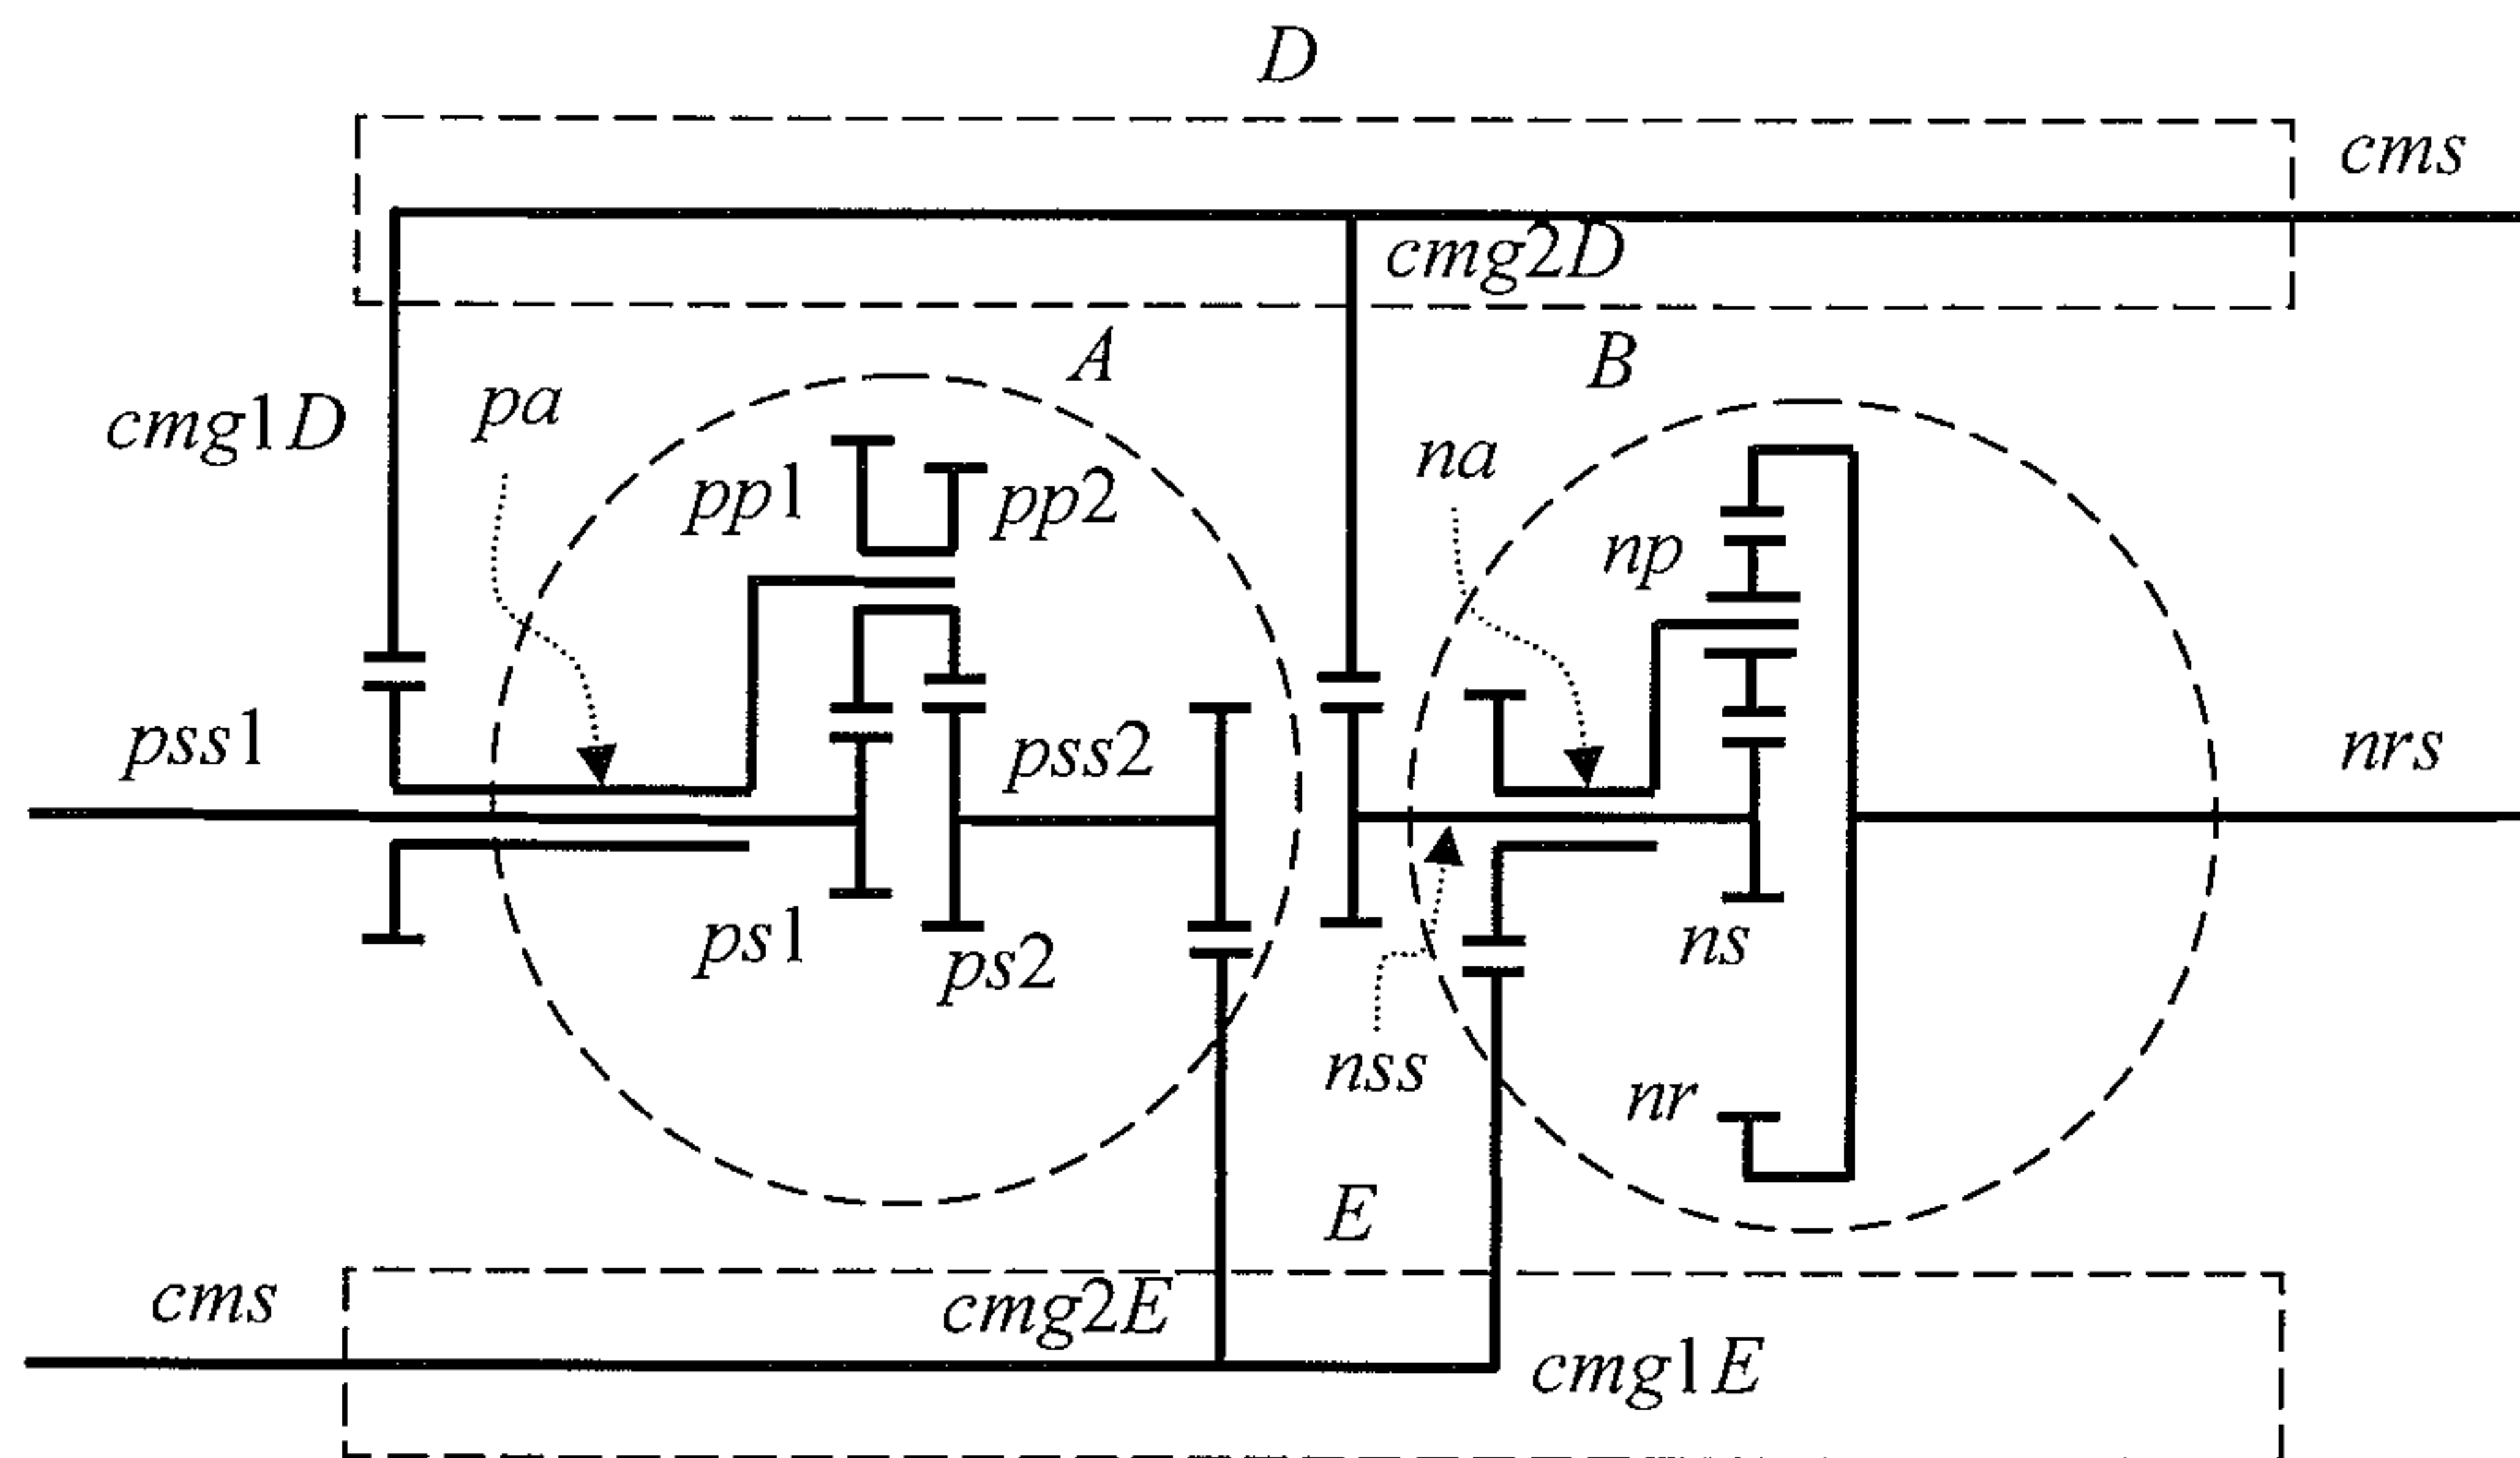 D
cms
cmg2D
A
B
pa
cmg1D
na
pp1
pp2
np
pss1
pss2
nrs
ps1
ns
ps2
nss
nr
E
cms
cmg2E
cmg1E